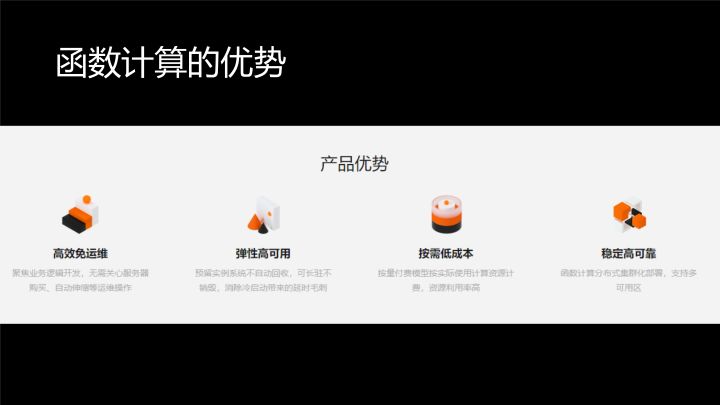 函数计算的优势
产品优势
高效免运维
聚焦业务逻辑开发，无需关心服务器
购买、自动伸缩等运维操作
弹性高可用
预留实例系统不自动回收，可长驻不
销毁，消除冷启动带来的延时毛刺
按需低成本
按量付费模型按实际使用计算资源计
费，资源利用率高
稳定高可靠
函数计算分布式集群化部署，支持多
可用区